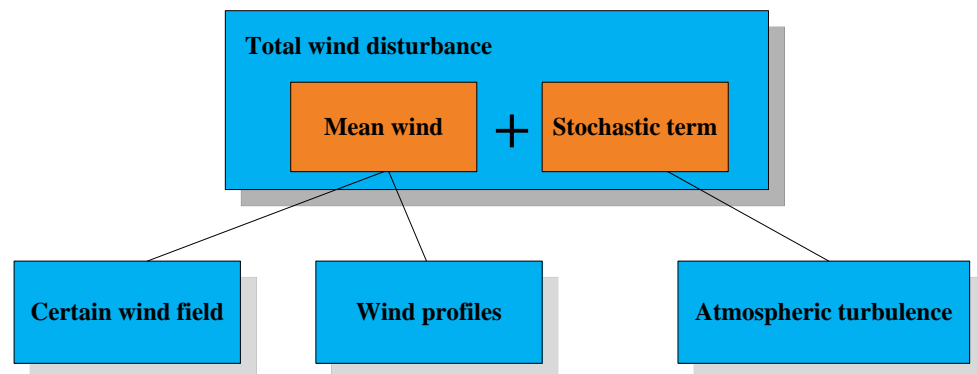 Total wind disturbance
Mean wind + Stochastic term
Certain wind field
Wind profiles
Atmospheric turbulence